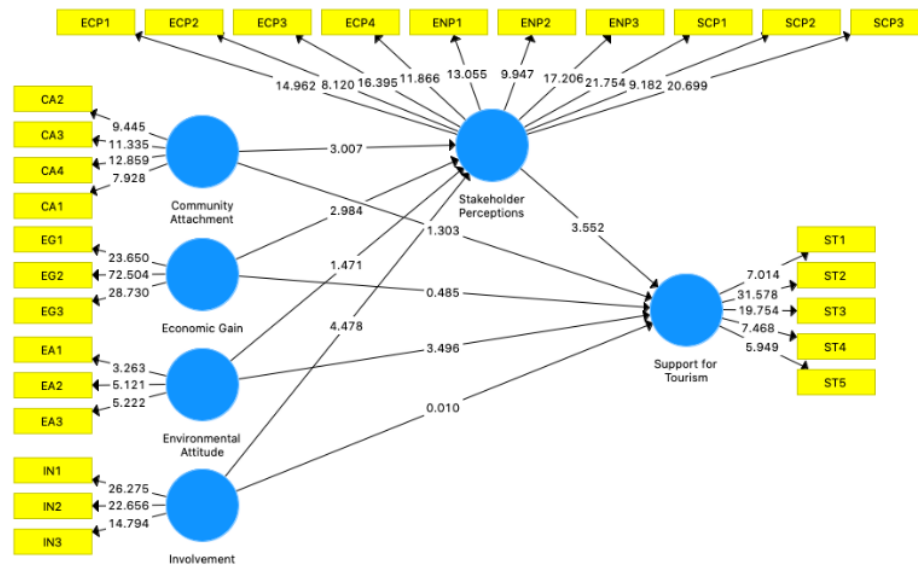 ECP1 ECP2 ECP3 ECP4 ENP1 ENP2 ENP3 SCP1 SCP2 SCP3
14.962 8.120 16.395 11.866 13.055 9.947 17.206 21.754 9.182 20.699
CA2
CA3
CA4
CA1
9.445
11.335
12.859
7.928
Community
Attachment
3.007
1.303
Stakeholder
Perceptions
3.552
EG1
EG2
EG3
23.650
72.504
28.730
Economic Gain
2.984
0.485
EA1
EA2
EA3
3.263
5.121
5.222
Environmental
Attitude
1.471
3.496
IN1
IN2
IN3
26.275
22.656
14.794
Involvement
4.478
0.010
Support for
Tourism
7.014
31.578
19.754
7.468
5.949
ST1
ST2
ST3
ST4
ST5